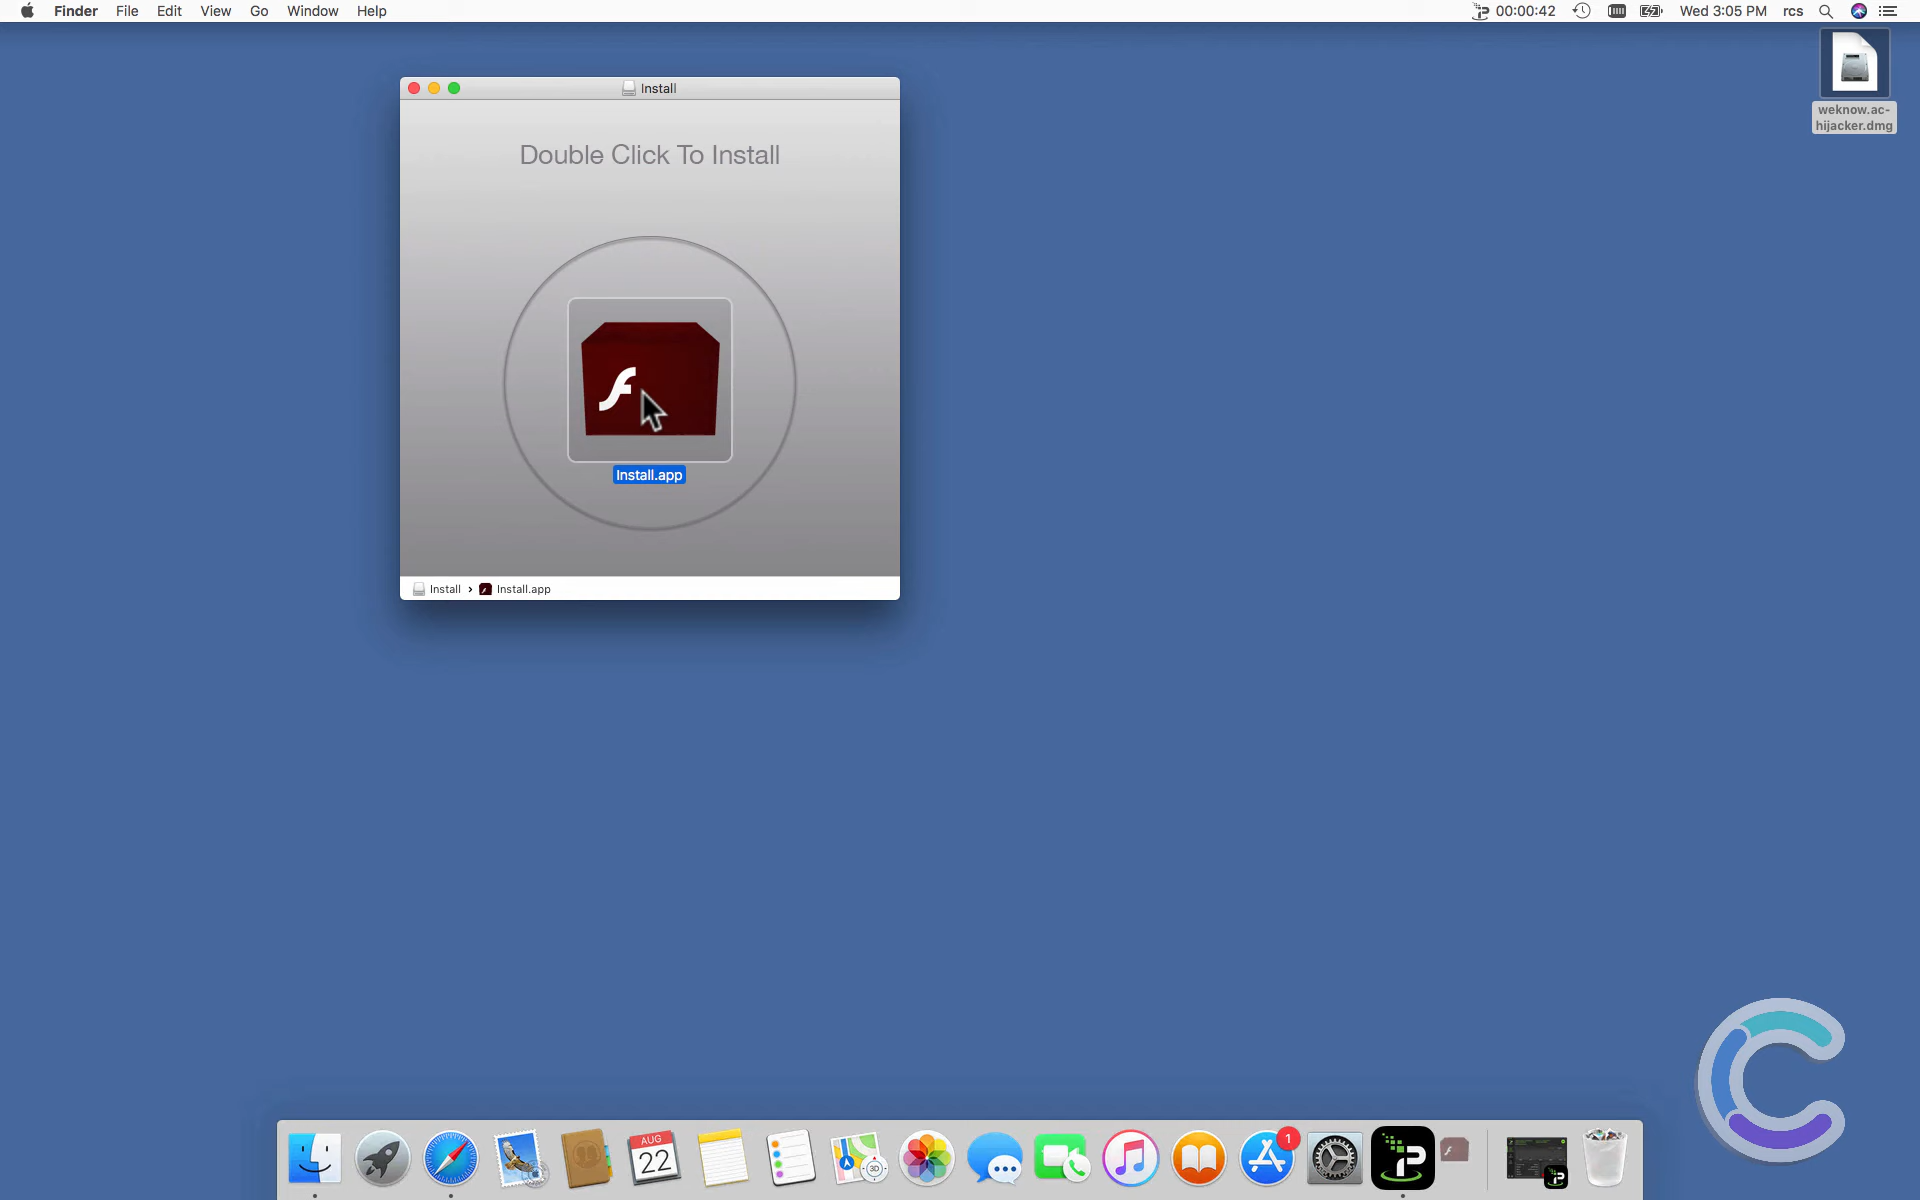 Finder File Edit View Go Window Help 00:00:42 Wed 3:05 PM rcs
weknow.ac-
hijacker.dmg
Install
Double Click To Install
Install.app
Install › Install.app
AUG
22
3D
1